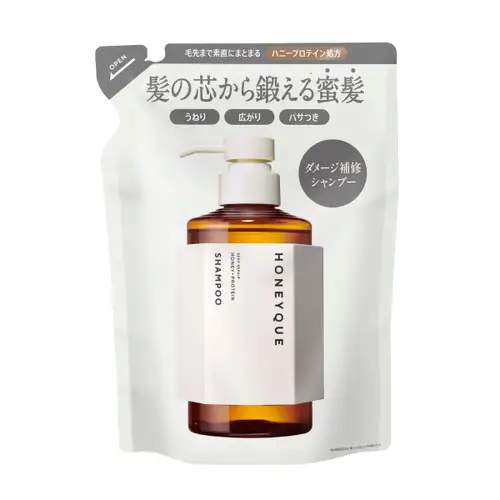 OPEN
毛先まで素直にまとまる ハニープロテイン処方
髪の芯から鍛える蜜髪
うねり 広がり パサつき
ダメージ補修
シャンプー
HONEYQUE
DEEP REPAIR
HONEY+PROTEIN
SHAMPOO